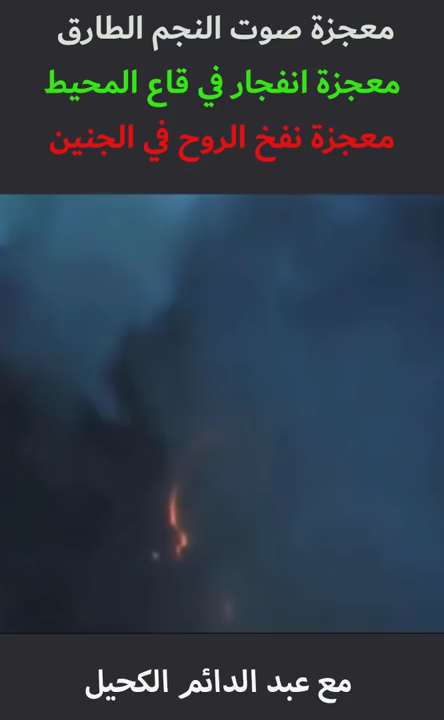 معجزة صوت النجم الطارق
معجزة انفجار في قاع المحيط
معجزة نفخ الروح في الجنين
مع عبد الدائم الكحيل